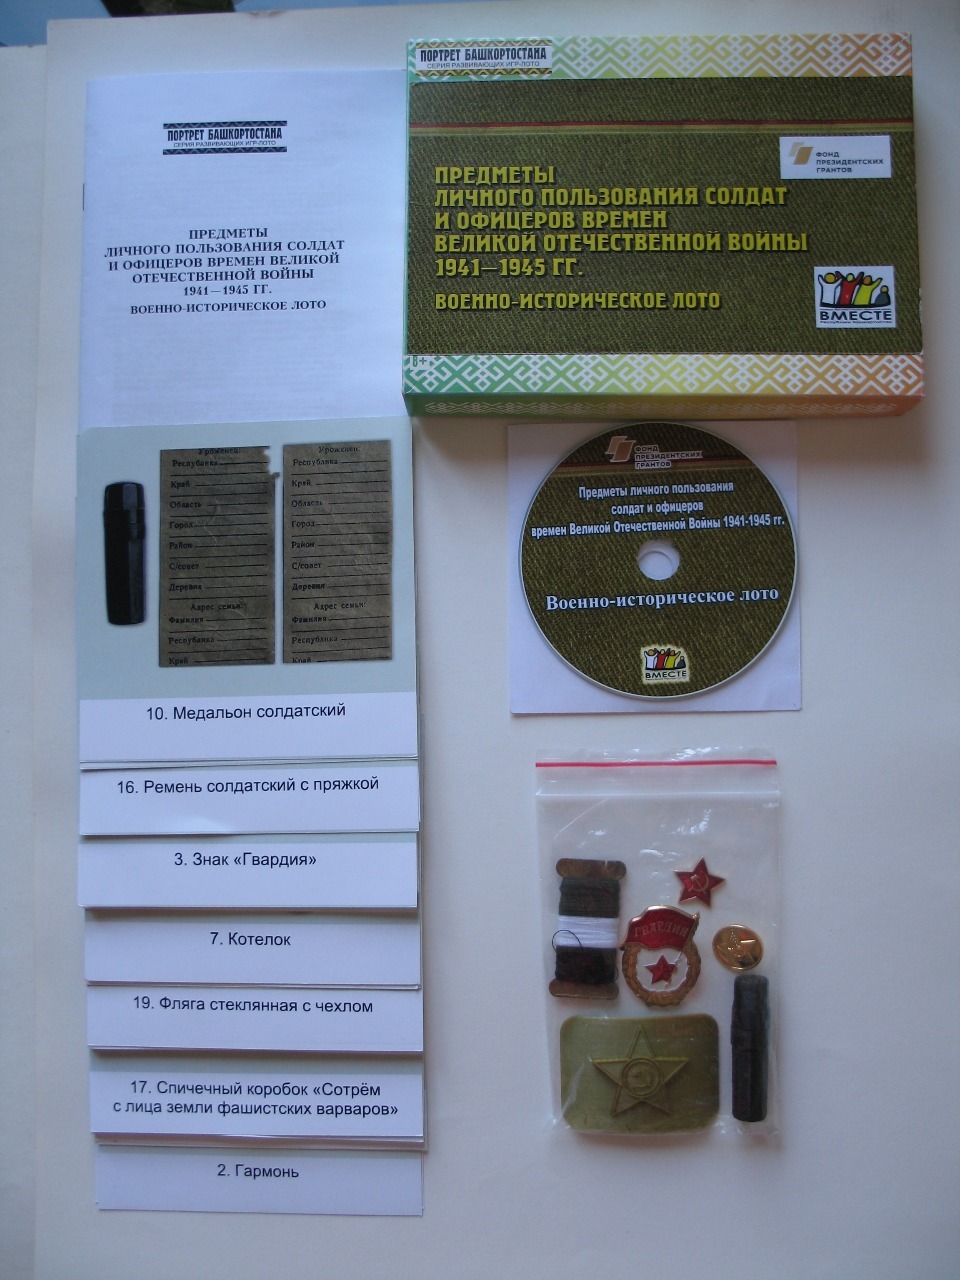 ПОРТРЕТ БАШКОРТОСТАНА
СЕРИЯ РАЗВИВАЮЩИХ ИГР-ЛОТО
ПРЕДМЕТЫ
ЛИЧНОГО ПОЛЬЗОВАНИЯ СОЛДАТ
И ОФИЦЕРОВ ВРЕМЕН ВЕЛИКОЙ
ОТЕЧЕСТВЕННОЙ ВОЙНЫ
1941—1945 ГГ.
ВОЕННО-ИСТОРИЧЕСКОЕ ЛОТО
ПОРТРЕТ БАШКОРТОСТАНА
СЕРИЯ РАЗВИВАЮЩИХ ИГР-ЛОТО
ФОНД
ПРЕЗИДЕНТСКИХ
ГРАНТОВ
ПРЕДМЕТЫ
ЛИЧНОГО ПОЛЬЗОВАНИЯ СОЛДАТ
И ОФИЦЕРОВ ВРЕМЕН
ВЕЛИКОЙ ОТЕЧЕСТВЕННОЙ ВОЙНЫ
1941—1945 ГГ.
ВОЕННО-ИСТОРИЧЕСКОЕ ЛОТО
ВМЕСТЕ
8+
Уроженец:
Республика
Край
Область
Город
Район
С/совет
Деревня
Адрес семьи:
Фамилия
Республика
Край
Уроженец:
Республика
Край
Область
Город
Район
С/совет
Деревня
Адрес семьи:
Фамилия
Республика
Край
10. Медальон солдатский
16. Ремень солдатский с пряжкой
3. Знак «Гвардия»
7. Котелок
19. Фляга стеклянная с чехлом
17. Спичечный коробок «Сотрём
с лица земли фашистских варваров»
2. Гармонь
ФОНД
ПРЕЗИДЕНТСКИХ
ГРАНТОВ
Предметы личного пользования
солдат и офицеров
времен Великой Отечественной Войны 1941-1945 гг.
Военно-историческое лото
ВМЕСТЕ
ГВАРДИЯ